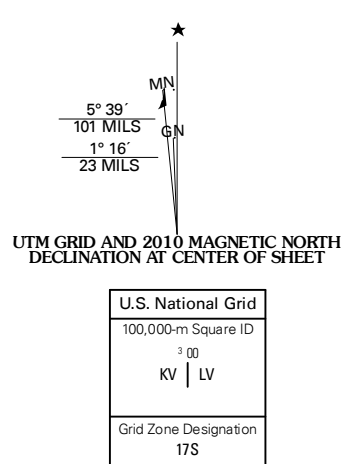 MN
5° 39´
101 MILS
GN
1° 16´
23 MILS
UTM GRID AND 2010 MAGNETIC NORTH
DECLINATION AT CENTER OF SHEET
U.S. National Grid
100,000-m Square ID
3 00
KV LV
Grid Zone Designation
17S